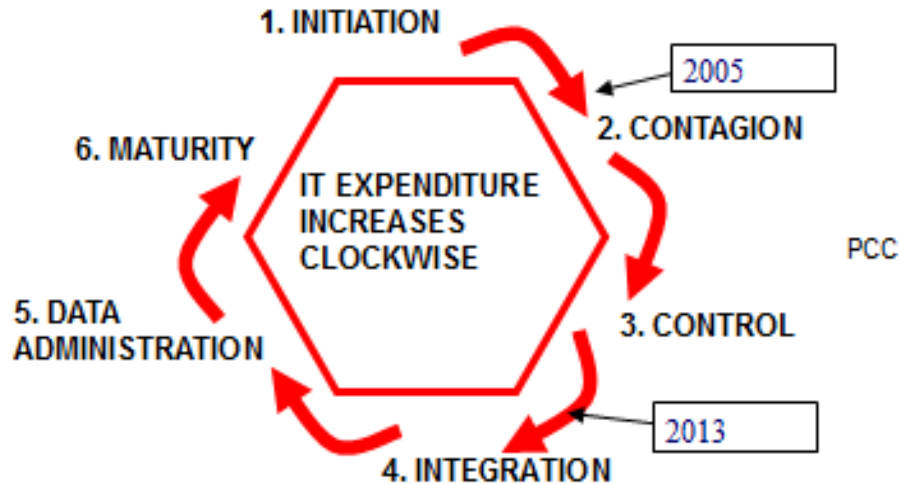 1. INITIATION
2005
2. CONTAGION
6. MATURITY
IT EXPENDITURE
INCREASES
CLOCKWISE
PCC
5. DATA
ADMINISTRATION
3. CONTROL
2013
4. INTEGRATION